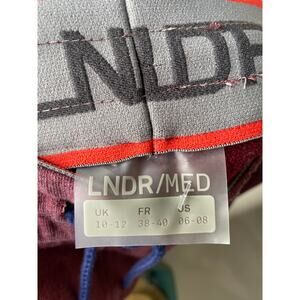 LNDR
LNDR/MED
UK FR US
10-12 38-40 06-08